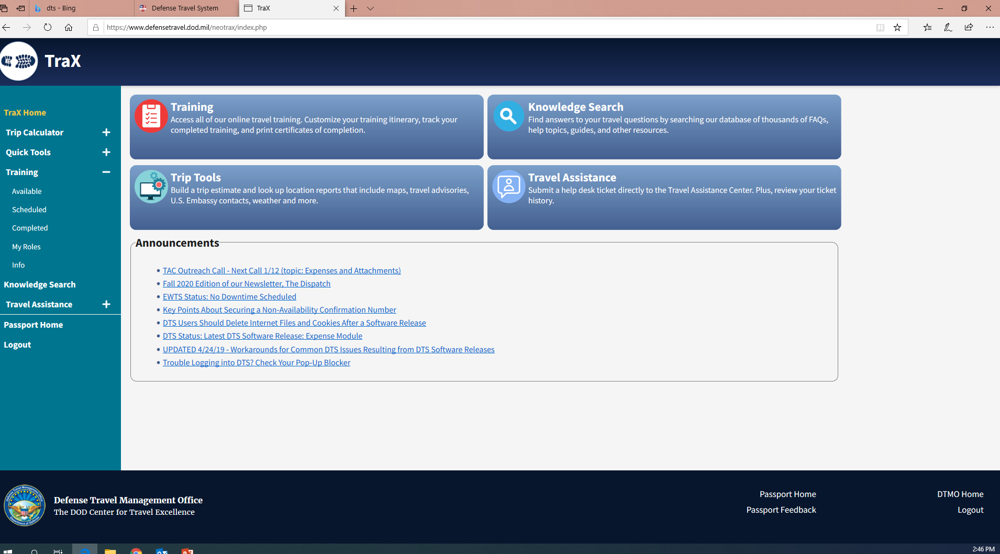 dts - Bing
Defense Travel System
TraX
https://www.defensetravel.dod.mil/neotrax/index.php
TraX
TraX Home
Trip Calculator
Quick Tools
Training
Available
Scheduled
Completed
My Roles
Info
Knowledge Search
Travel Assistance
Passport Home
Logout
Training
Access all of our online travel training. Customize your training itinerary, track your
completed training, and print certificates of completion.
Knowledge Search
Find answers to your travel questions by searching our database of thousands of FAQs,
help topics, guides, and other resources.
Trip Tools
Build a trip estimate and look up location reports that include maps, travel advisories,
U.S. Embassy contacts, weather and more.
Travel Assistance
Submit a help desk ticket directly to the Travel Assistance Center. Plus, review your ticket
history.
Announcements
• TAC Outreach Call - Next Call 1/12 (topic: Expenses and Attachments)
• Fall 2020 Edition of our Newsletter, The Dispatch
• EWTS Status: No Downtime Scheduled
• Key Points About Securing a Non-Availability Confirmation Number
• DTS Users Should Delete Internet Files and Cookies After a Software Release
• DTS Status: Latest DTS Software Release: Expense Module
• UPDATED 4/24/19 - Workarounds for Common DTS Issues Resulting from DTS Software Releases
• Trouble Logging into DTS? Check Your Pop-Up Blocker
Defense Travel Management Office
Department of Defense
Defense Travel Management Office
The DOD Center for Travel Excellence
Passport Home
Passport Feedback
DTMO Home
Logout
2:46 PM